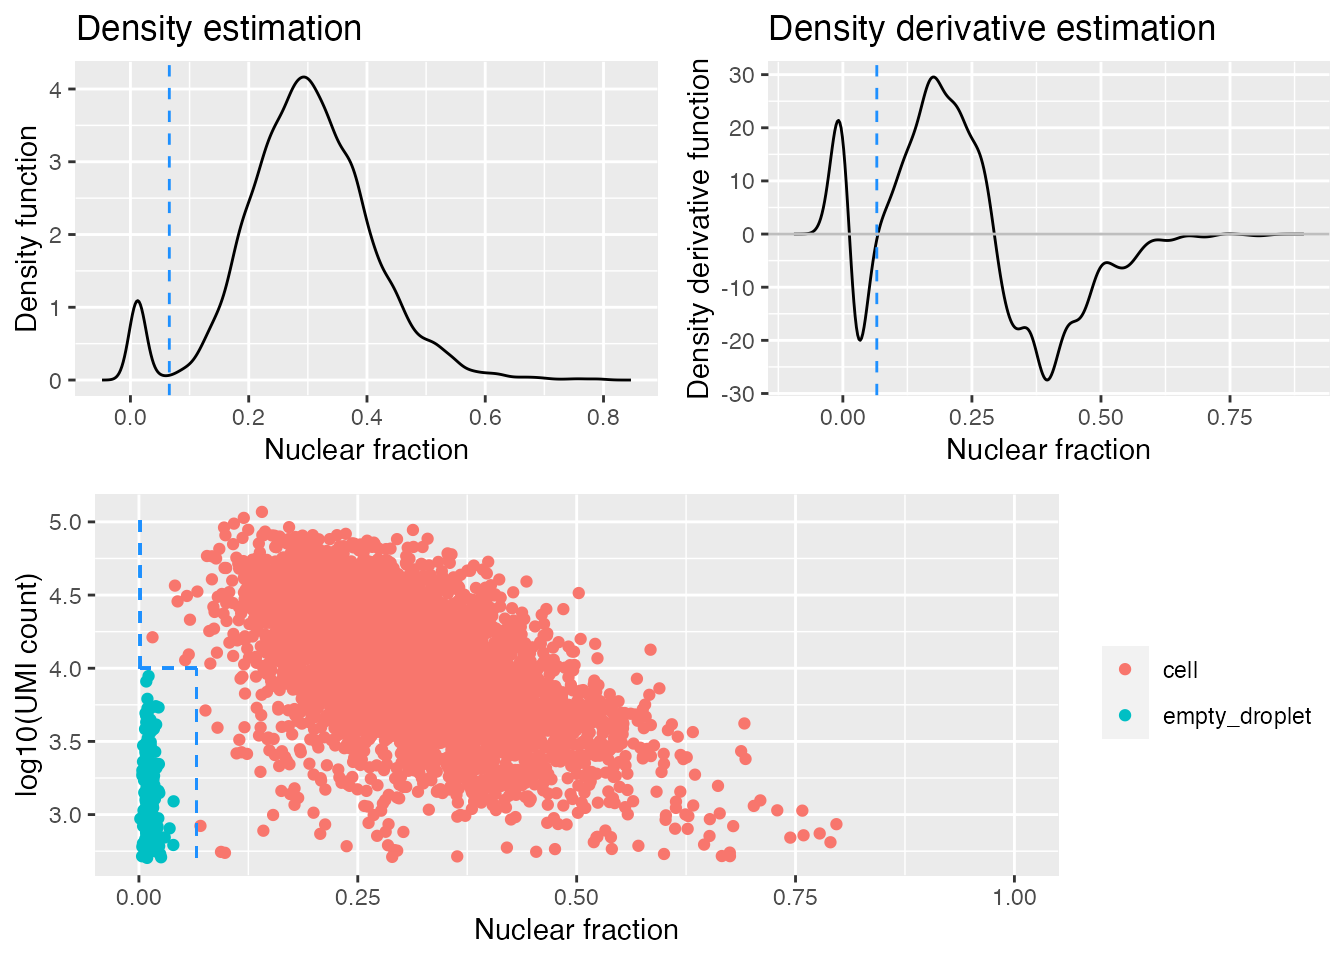 Density estimation
Density function
4
3
2
1
0
0.0 0.2 0.4 0.6 0.8
Nuclear fraction
Density derivative estimation
Density derivative function
30
20
10
0
-10
-20
-30
0.00 0.25 0.50 0.75
Nuclear fraction
log10(UMI count)
5.0
4.5
4.0
3.5
3.0
0.00 0.25 0.50 0.75 1.00
Nuclear fraction
cell
empty_droplet